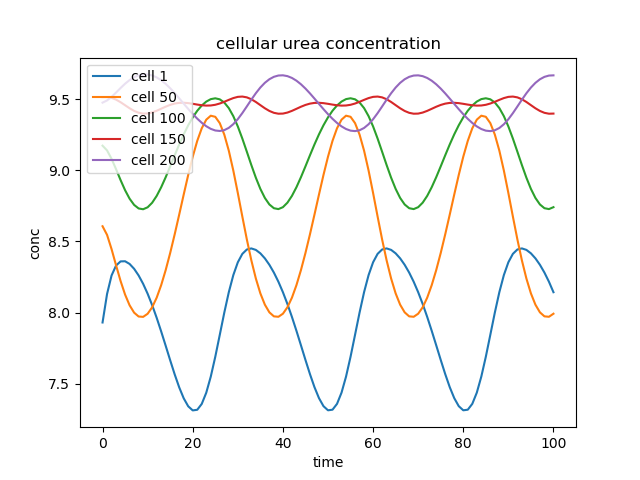 cellular urea concentration
cell 1
cell 50
cell 100
cell 150
cell 200
conc
9.5
9.0
8.5
8.0
7.5
0 20 40 60 80 100
time